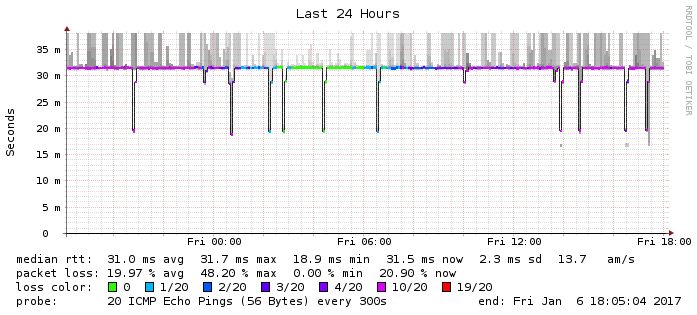 Last 24 Hours
RRDTOOL / TOBI OETIKER
Seconds
35 m
30 m
25 m
20 m
15 m
10 m
5 m
0
Fri 00:00 Fri 06:00 Fri 12:00 Fri 18:00
median rtt: 31.0 ms avg 31.7 ms max 18.9 ms min 31.5 ms now 2.3 ms sd 13.7 am/s
packet loss: 19.97 % avg 48.20 % max 0.00 % min 20.90 % now
loss color: 0 1/20 2/20 3/20 4/20 10/20 19/20
probe: 20 ICMP Echo Pings (56 Bytes) every 300s end: Fri Jan 6 18:05:04 2017